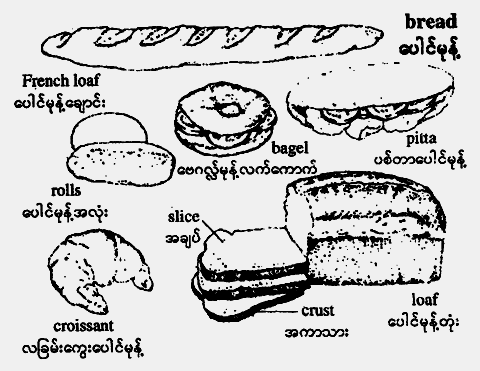 bread
ပေါင်မုန့်
French loaf
ပေါင်မုန့်ချောင်း
bagel
ဗေဂလ်မုန့်လက်ကောက်
pitta
ပစ်တာပေါင်မုန့်
rolls
ပေါင်မုန့်အလုံး
slice
အချပ်
croissant
လခြမ်းကွေးပေါင်မုန့်
crust
အကာသား
loaf
ပေါင်မုန့်တုံး